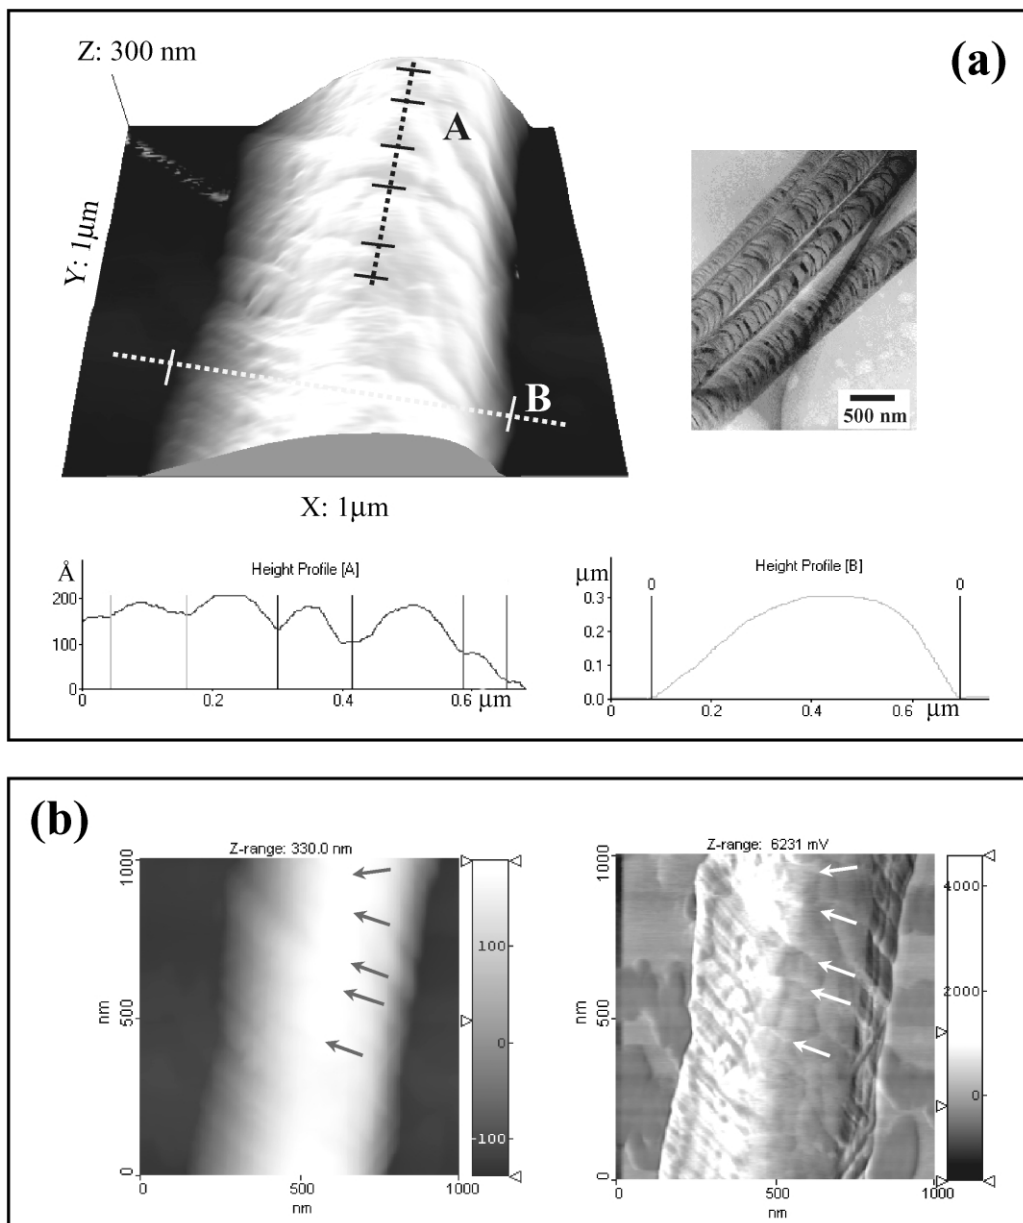 (a)
Z: 300 nm
A
Y: 1µm
B
X: 1µm
500 nm
Å
Height Profile [A]
200
100
0
0 0.2 0.4 0.6 µm
µm
Height Profile [B]
0 0
0.3
0.2
0.1
0.0
0 0.2 0.4 0.6 µm
(b)
Z-range: 330.0 nm
1000
500
0
nm
0 500 1000
nm
100
0
-100
Z-range: 6231 mV
1000
500
0
nm
0 500 1000
nm
4000
2000
0